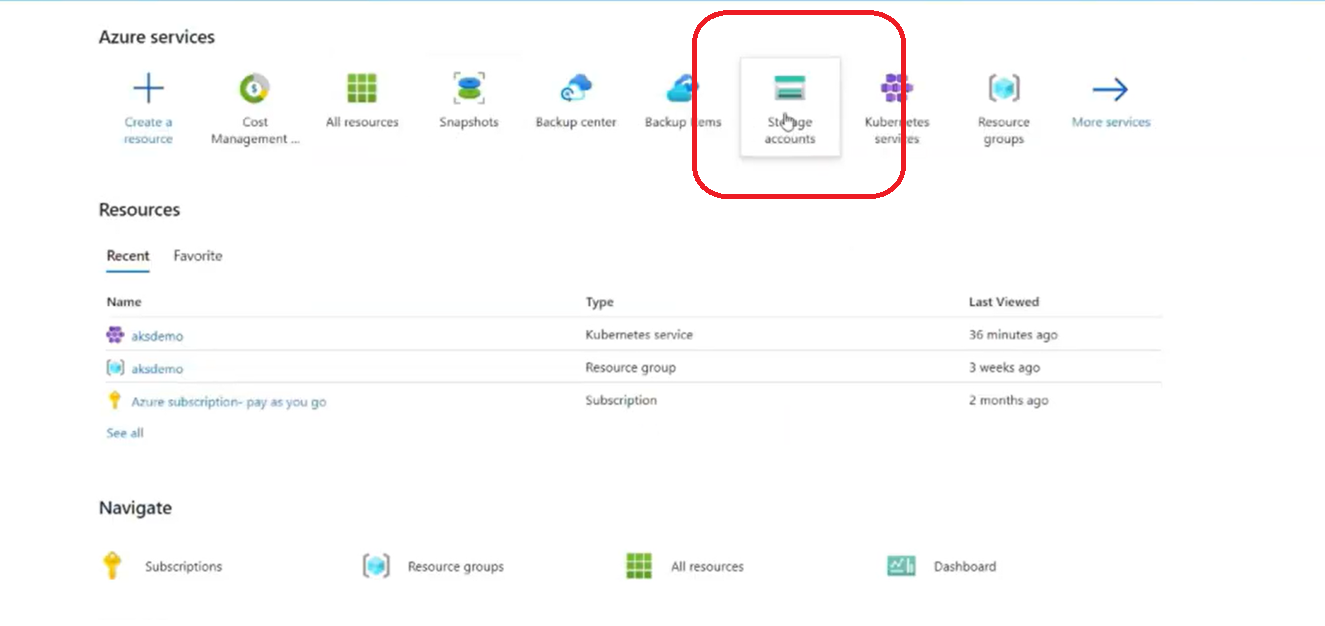 Azure services
Create a
resource
Cost
Management ...
All resources
Snapshots
Backup center
Backup items
Storage
accounts
Kubernetes
services
Resource
groups
More services
Resources
Recent Favorite
Name Type Last Viewed
aksdemo Kubernetes service 36 minutes ago
aksdemo Resource group 3 weeks ago
Azure subscription- pay as you go Subscription 2 months ago
See all
Navigate
Subscriptions Resource groups All resources Dashboard